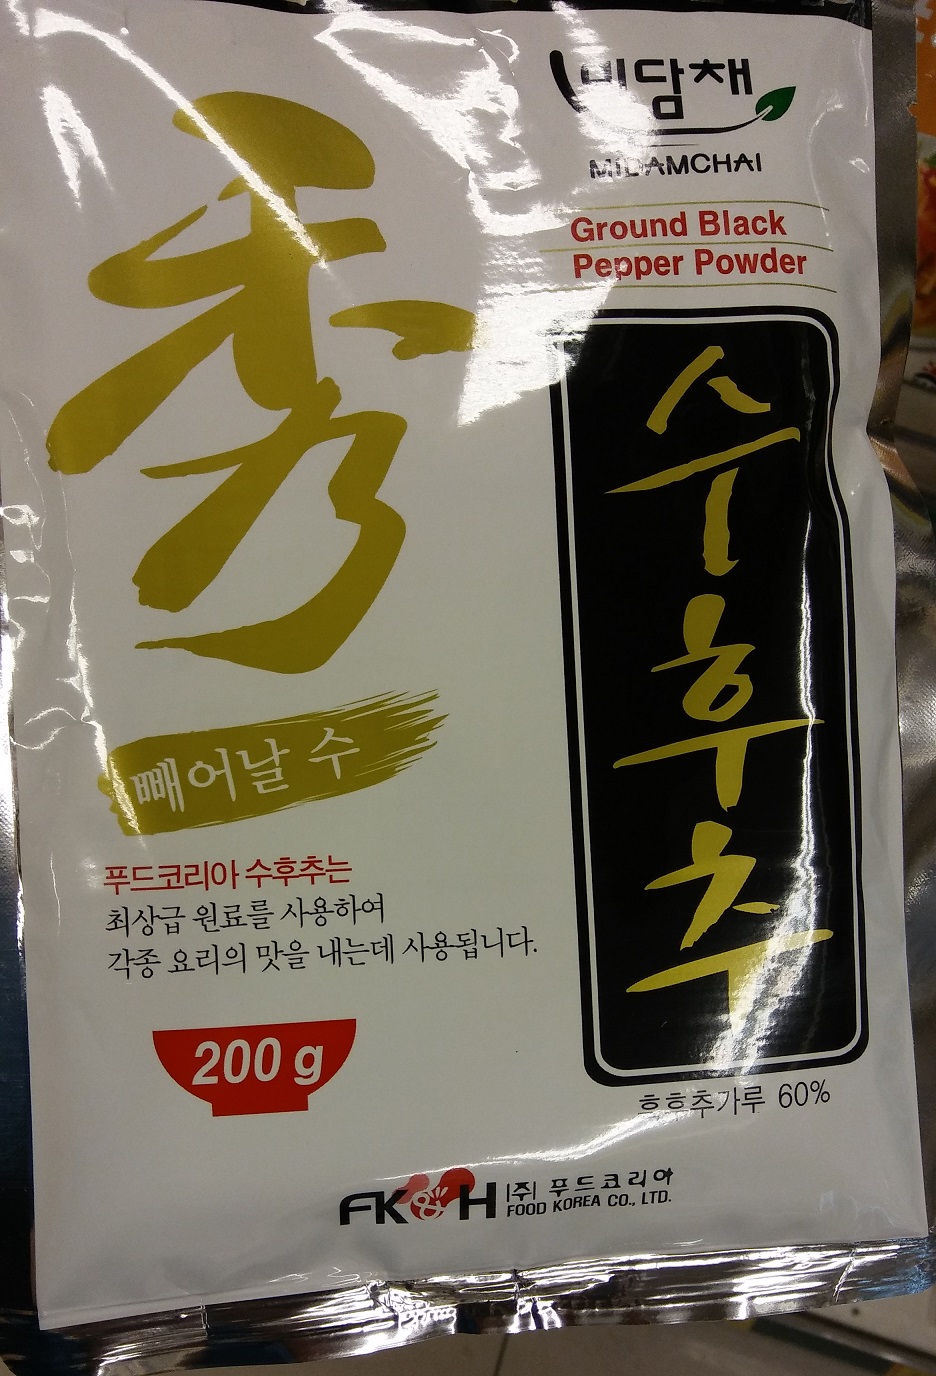 미담채
MIDAMCHAI
Ground Black
Pepper Powder
秀
수후추
빼어날 수
푸드코리아 수후추는
최상급 원료를 사용하여
각종 요리의 맛을 내는데 사용됩니다.
200 g
흑후추가루 60%
FK&H
(주) 푸드코리아
FOOD KOREA CO., LTD.